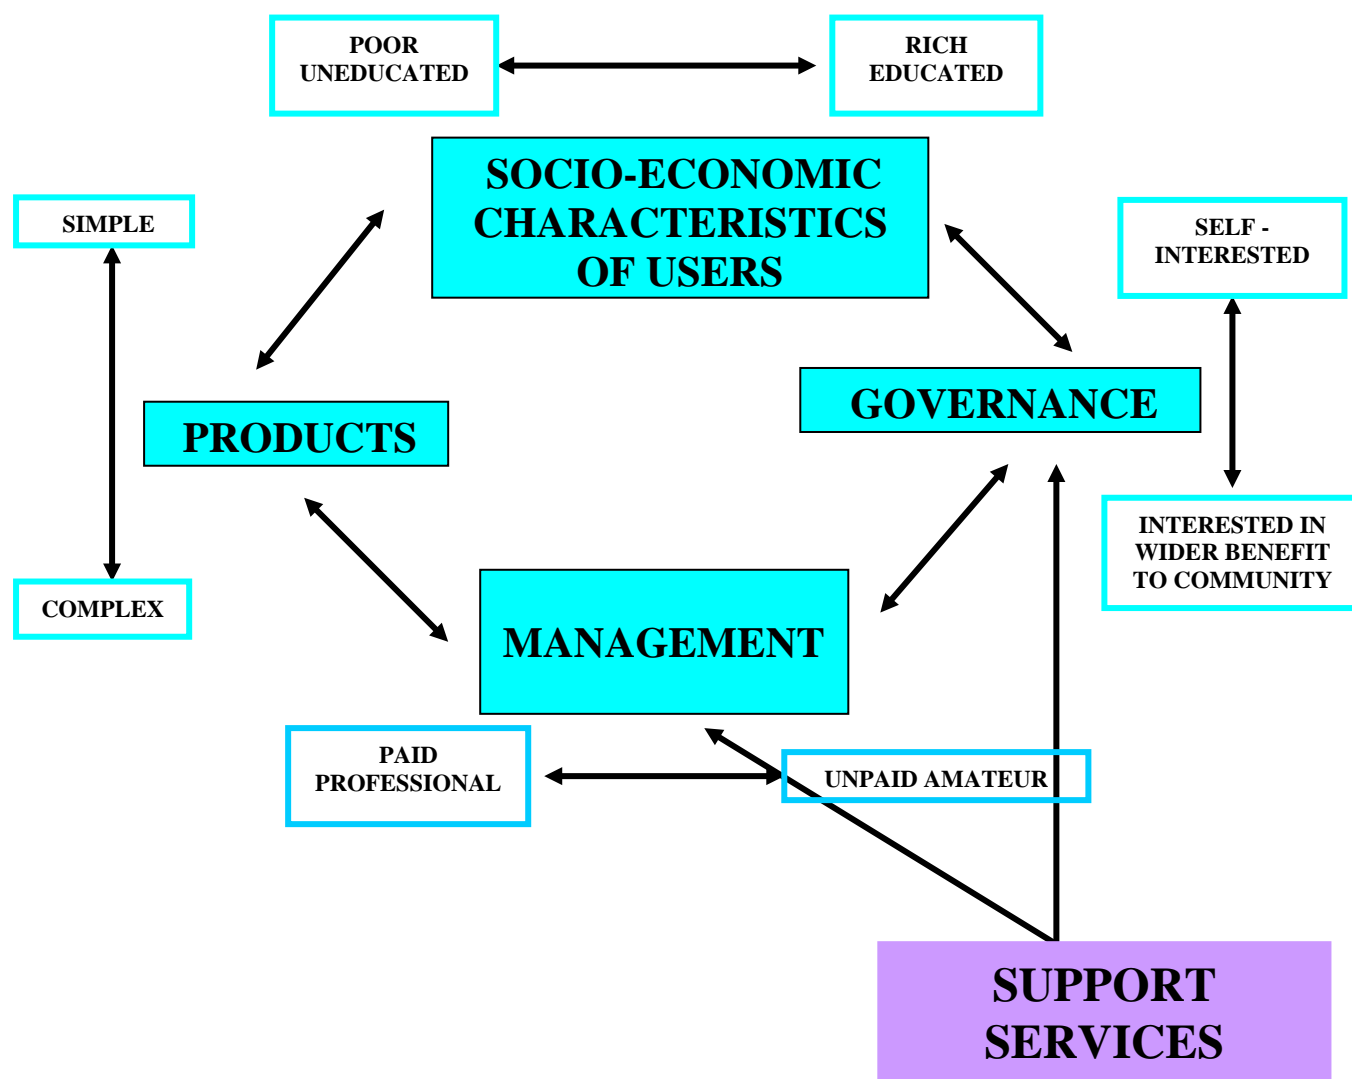 POOR
UNEDUCATED
RICH
EDUCATED
SOCIO-ECONOMIC
CHARACTERISTICS
OF USERS
SIMPLE
SELF -
INTERESTED
GOVERNANCE
PRODUCTS
INTERESTED IN
WIDER BENEFIT
TO COMMUNITY
COMPLEX
MANAGEMENT
PAID
PROFESSIONAL
UNPAID AMATEUR
SUPPORT
SERVICES